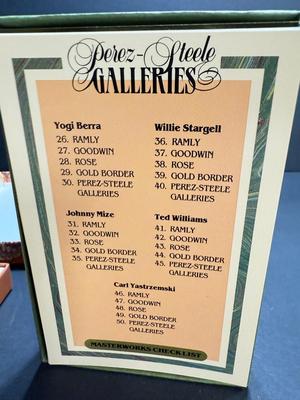 Perez-Steele
GALLERIES
Yogi Berra
26. RAMLY
27. GOODWIN
28. ROSE
29. GOLD BORDER
30. PEREZ-STEELE
GALLERIES
Willie Stargell
36. RAMLY
37. GOODWIN
38. ROSE
39. GOLD BORDER
40. PEREZ-STEELE
GALLERIES
Johnny Mize
31. RAMLY
32. GOODWIN
33. ROSE
34. GOLD BORDER
35. PEREZ-STEELE
GALLERIES
Ted Williams
41. RAMLY
42. GOODWIN
43. ROSE
44. GOLD BORDER
45. PEREZ-STEELE
GALLERIES
Carl Yastrzemski
46. RAMLY
47. GOODWIN
48. ROSE
49. GOLD BORDER
50. PEREZ-STEELE
GALLERIES
MASTERWORKS CHECKLIST